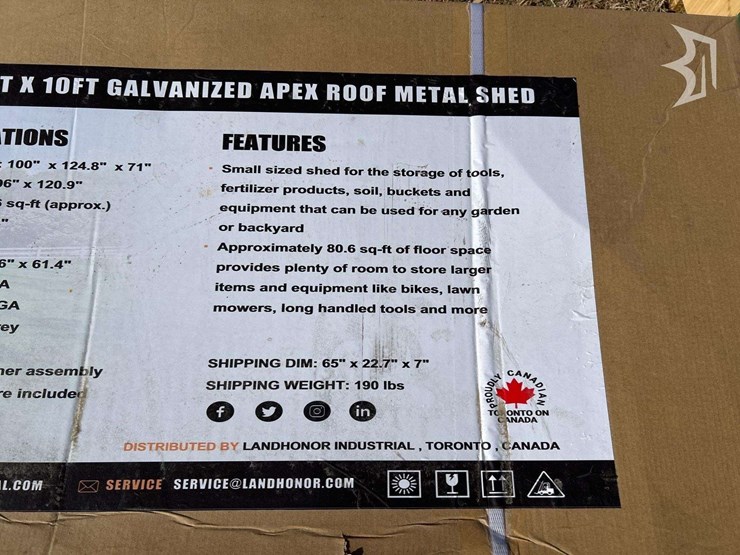 T X 10FT GALVANIZED APEX ROOF METAL SHED
TIONS
: 100" x 124.8" x 71"
96" x 120.9"
sq-ft (approx.)
"
6" x 61.4"
A
GA
ey
her assembly
re included
FEATURES
Small sized shed for the storage of tools,
fertilizer products, soil, buckets and
equipment that can be used for any garden
or backyard
Approximately 80.6 sq-ft of floor space
provides plenty of room to store larger
items and equipment like bikes, lawn
mowers, long handled tools and more
SHIPPING DIM: 65" x 22.7" x 7"
SHIPPING WEIGHT: 190 lbs
PROUDLY CANADIAN
TORONTO ON
CANADA
DISTRIBUTED BY LANDHONOR INDUSTRIAL , TORONTO , CANADA
L.COM
SERVICE SERVICE@LANDHONOR.COM